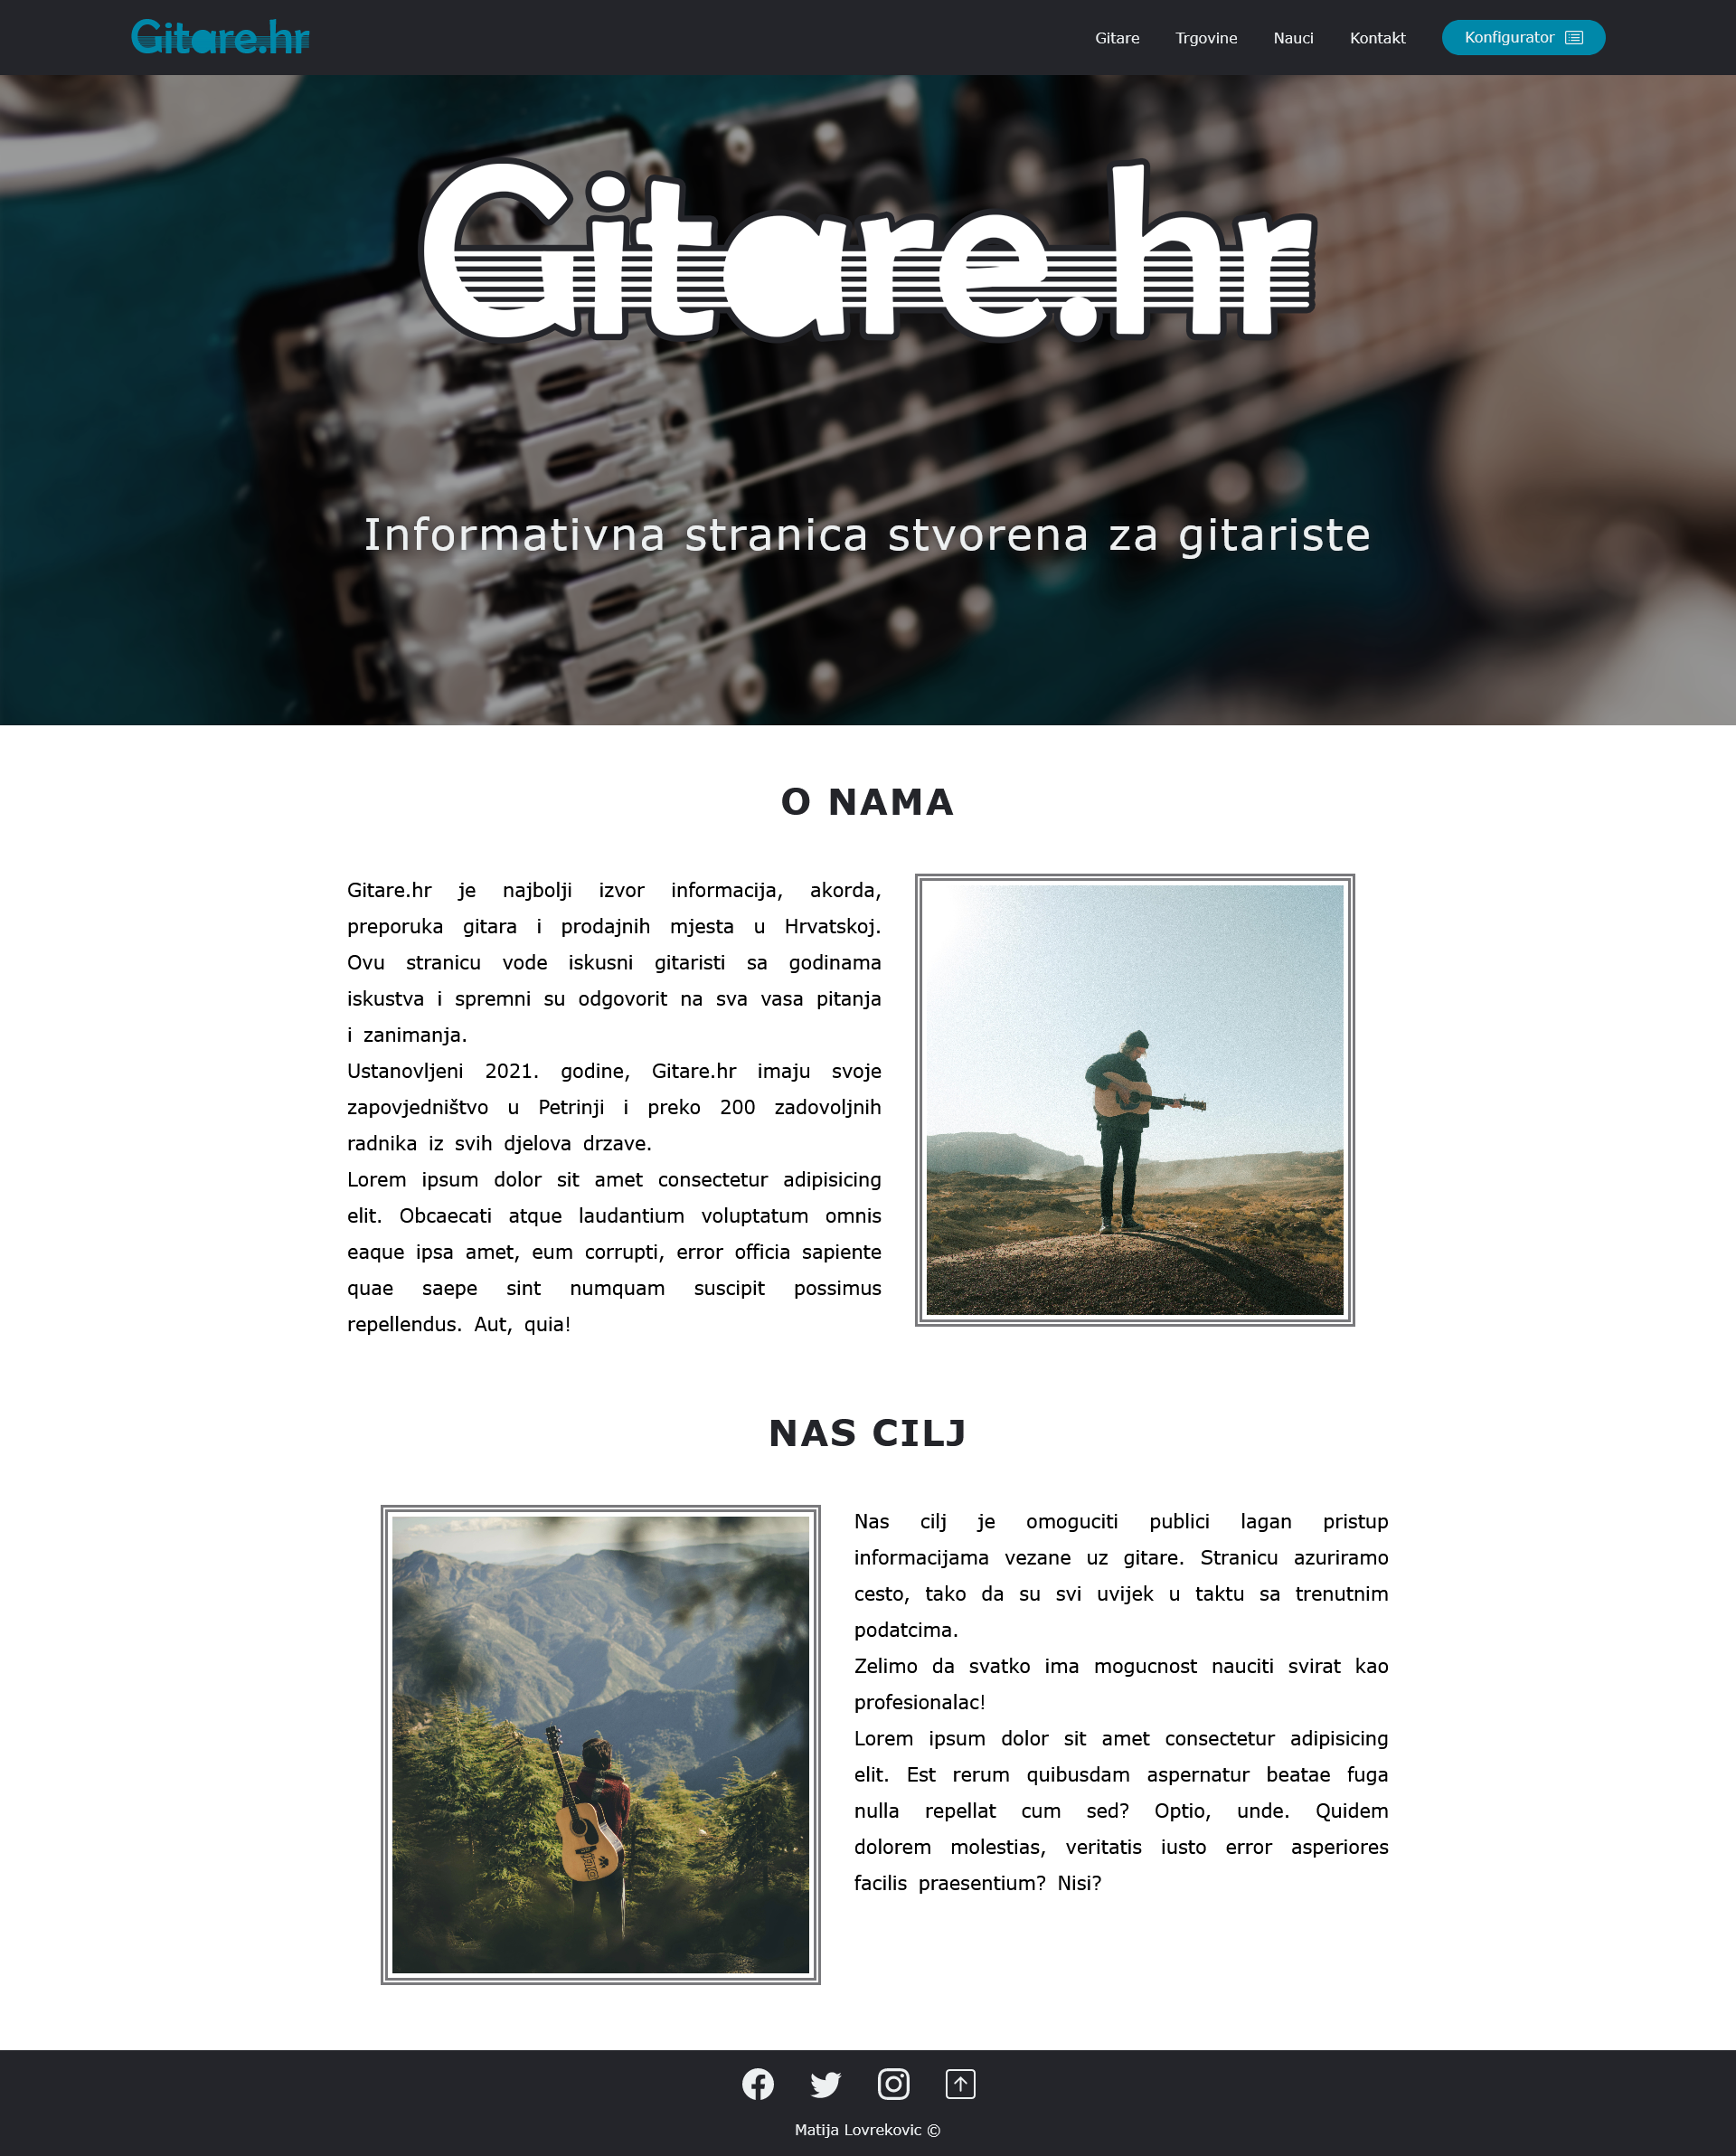 Gitare.hr
Gitare Trgovine Nauci Kontakt Konfigurator
Gitare.hr
Informativna stranica stvorena za gitariste
O NAMA
Gitare.hr je najbolji izvor informacija, akorda,
preporuka gitara i prodajnih mjesta u Hrvatskoj.
Ovu stranicu vode iskusni gitaristi sa godinama
iskustva i spremni su odgovorit na sva vasa pitanja
i zanimanja.
Ustanovljeni 2021. godine, Gitare.hr imaju svoje
zapovjedništvo u Petrinji i preko 200 zadovoljnih
radnika iz svih djelova drzave.
Lorem ipsum dolor sit amet consectetur adipisicing
elit. Obcaecati atque laudantium voluptatum omnis
eaque ipsa amet, eum corrupti, error officia sapiente
quae saepe sint numquam suscipit possimus
repellendus. Aut, quia!
NAS CILJ
Nas cilj je omoguciti publici lagan pristup
informacijama vezane uz gitare. Stranicu azuriramo
cesto, tako da su svi uvijek u taktu sa trenutnim
podatcima.
Zelimo da svatko ima mogucnost nauciti svirat kao
profesionalac!
Lorem ipsum dolor sit amet consectetur adipisicing
elit. Est rerum quibusdam aspernatur beatae fuga
nulla repellat cum sed? Optio, unde. Quidem
dolorem molestias, veritatis iusto error asperiores
facilis praesentium? Nisi?
Matija Lovrekovic ©